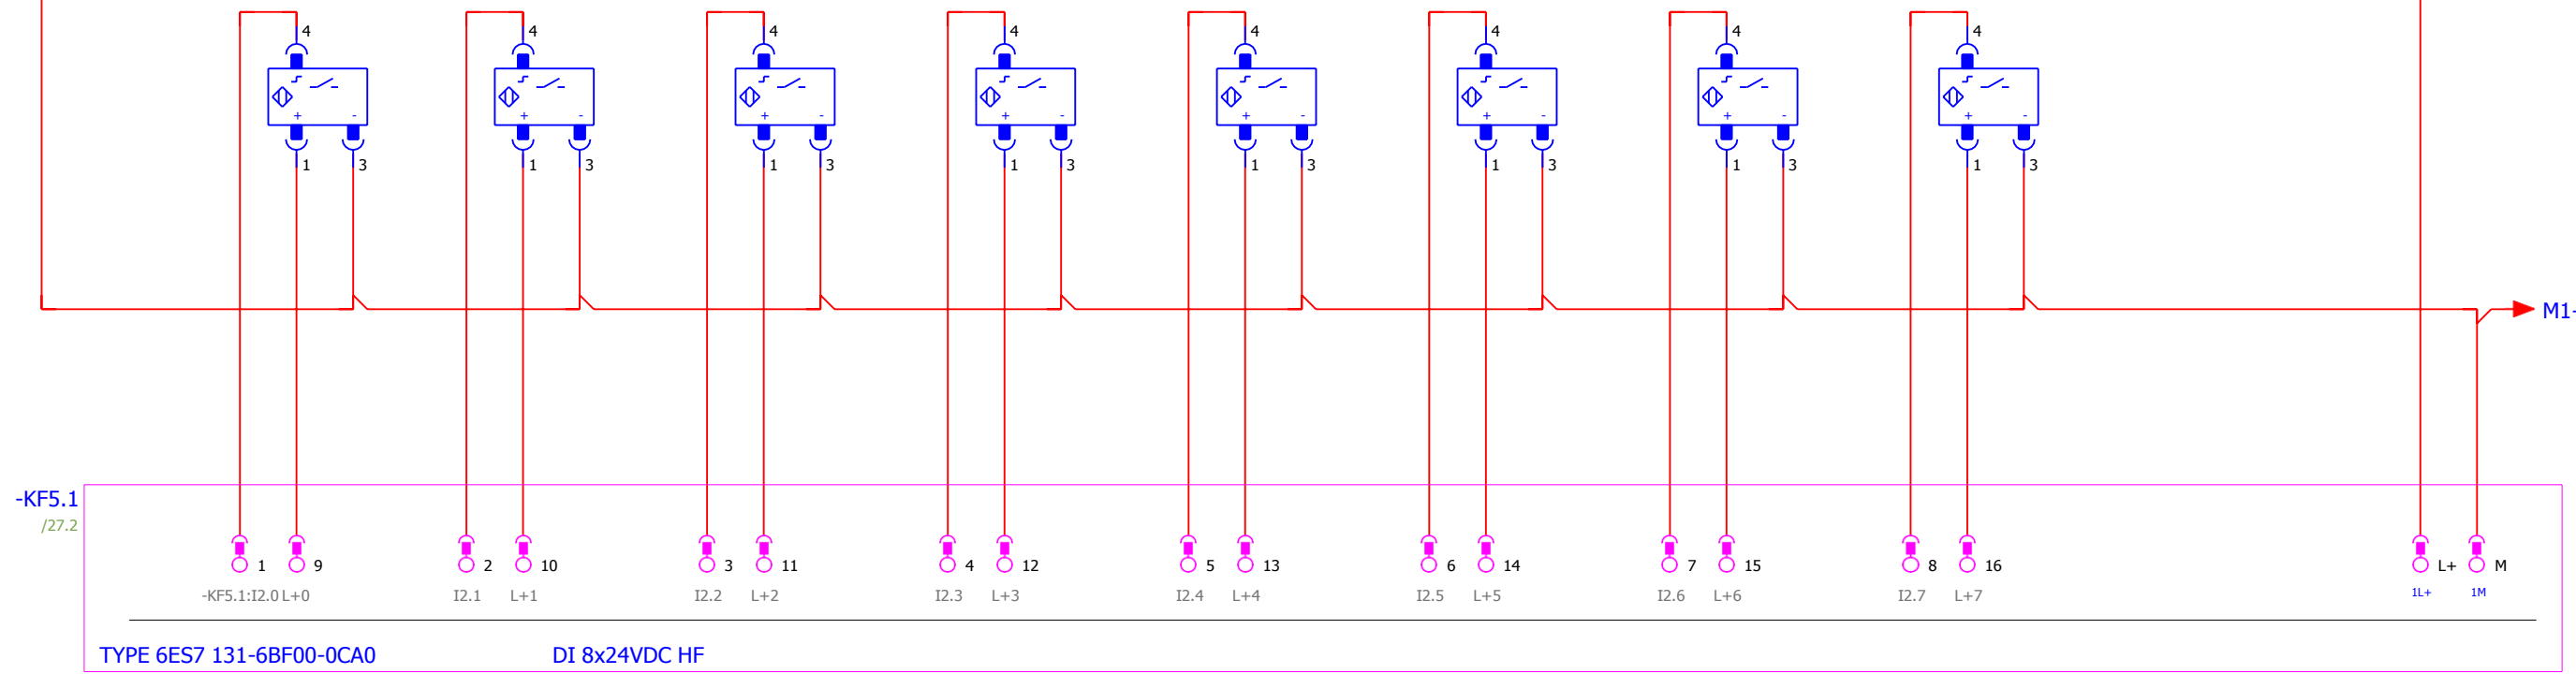 4 4 4 4 4 4 4 4
+ - + - + - + - + - + - + - + -
1 3 1 3 1 3 1 3 1 3 1 3 1 3 1 3
M1-
-KF5.1
/27.2
1 9 2 10 3 11 4 12 5 13 6 14 7 15 8 16 L+ M
-KF5.1:I2.0 L+0 I2.1 L+1 I2.2 L+2 I2.3 L+3 I2.4 L+4 I2.5 L+5 I2.6 L+6 I2.7 L+7 1L+ 1M
TYPE 6ES7 131-6BF00-0CA0 DI 8x24VDC HF